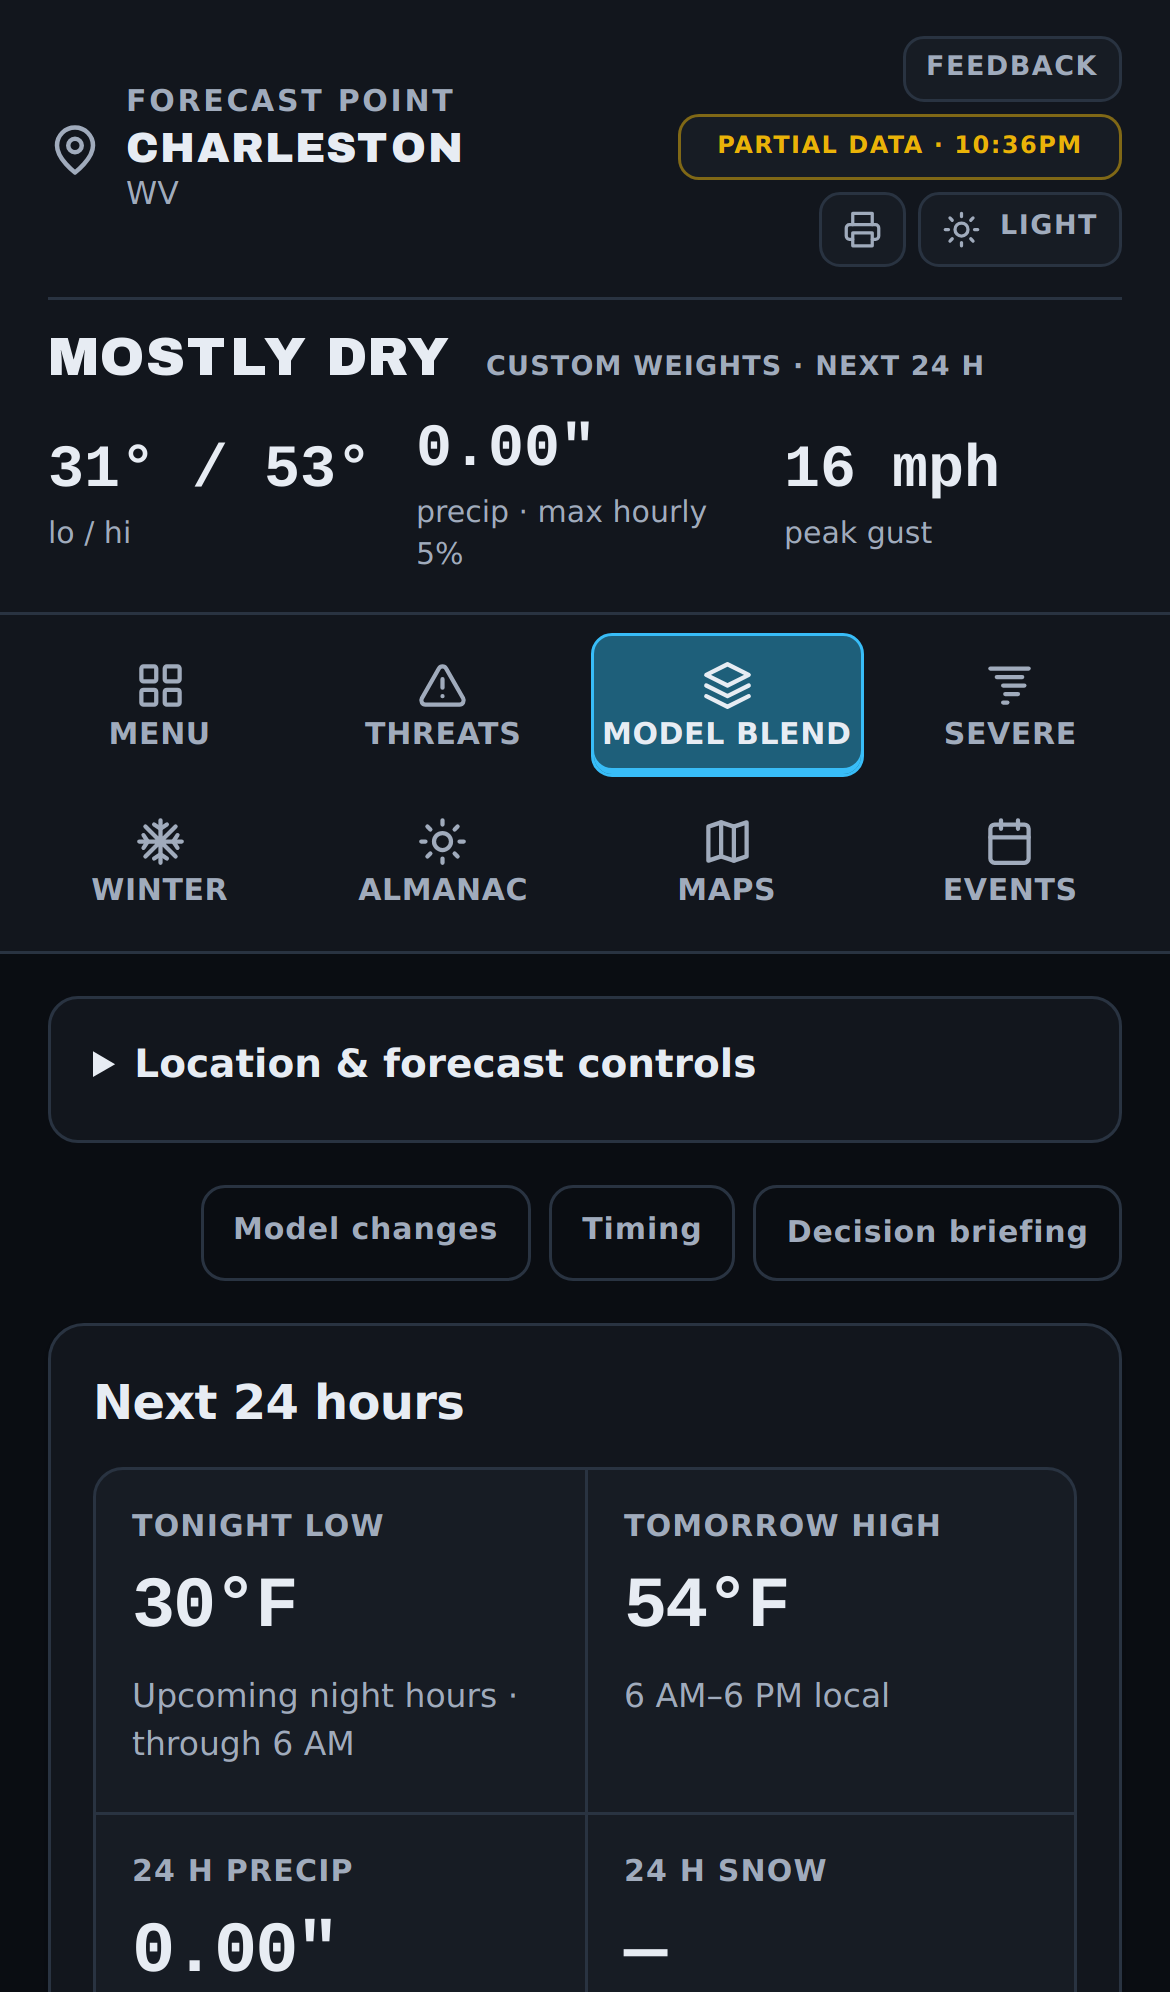 FORECAST POINT
CHARLESTON
WV
FEEDBACK
PARTIAL DATA · 10:36PM
LIGHT
MOSTLY DRY CUSTOM WEIGHTS · NEXT 24 H
31° / 53°
lo / hi
0.00"
precip · max hourly
5%
16 mph
peak gust
MENU
THREATS
MODEL BLEND
SEVERE
WINTER
ALMANAC
MAPS
EVENTS
Location & forecast controls
Model changes
Timing
Decision briefing
Next 24 hours
TONIGHT LOW
30°F
Upcoming night hours ·
through 6 AM
TOMORROW HIGH
54°F
6 AM–6 PM local
24 H PRECIP
0.00"
24 H SNOW
—